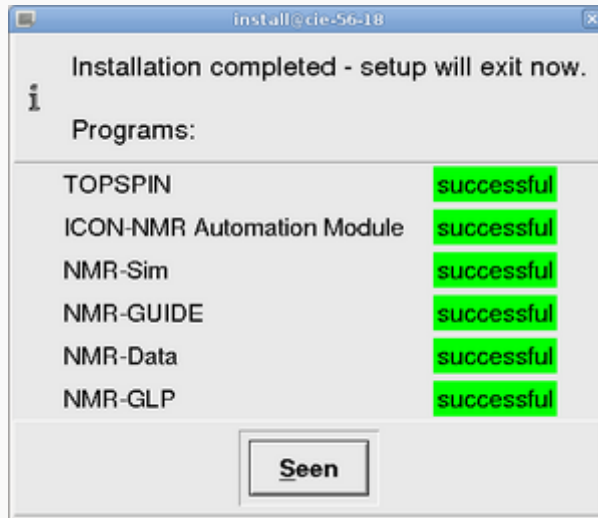 install@cie-56-18
Installation completed - setup will exit now.
Programs:
TOPSPIN successful
ICON-NMR Automation Module successful
NMR-Sim successful
NMR-GUIDE successful
NMR-Data successful
NMR-GLP successful
Seen